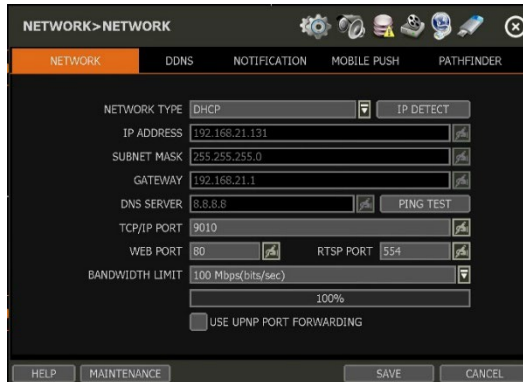 NETWORK>NETWORK
NETWORK DDNS NOTIFICATION MOBILE PUSH PATHFINDER
NETWORK TYPE DHCP IP DETECT
IP ADDRESS 192.168.21.131
SUBNET MASK 255.255.255.0
GATEWAY 192.168.21.1
DNS SERVER 8.8.8.8 PING TEST
TCP/IP PORT 9010
WEB PORT 80 RTSP PORT 554
BANDWIDTH LIMIT 100 Mbps(bits/sec)
100%
USE UPNP PORT FORWARDING
HELP MAINTENANCE SAVE CANCEL